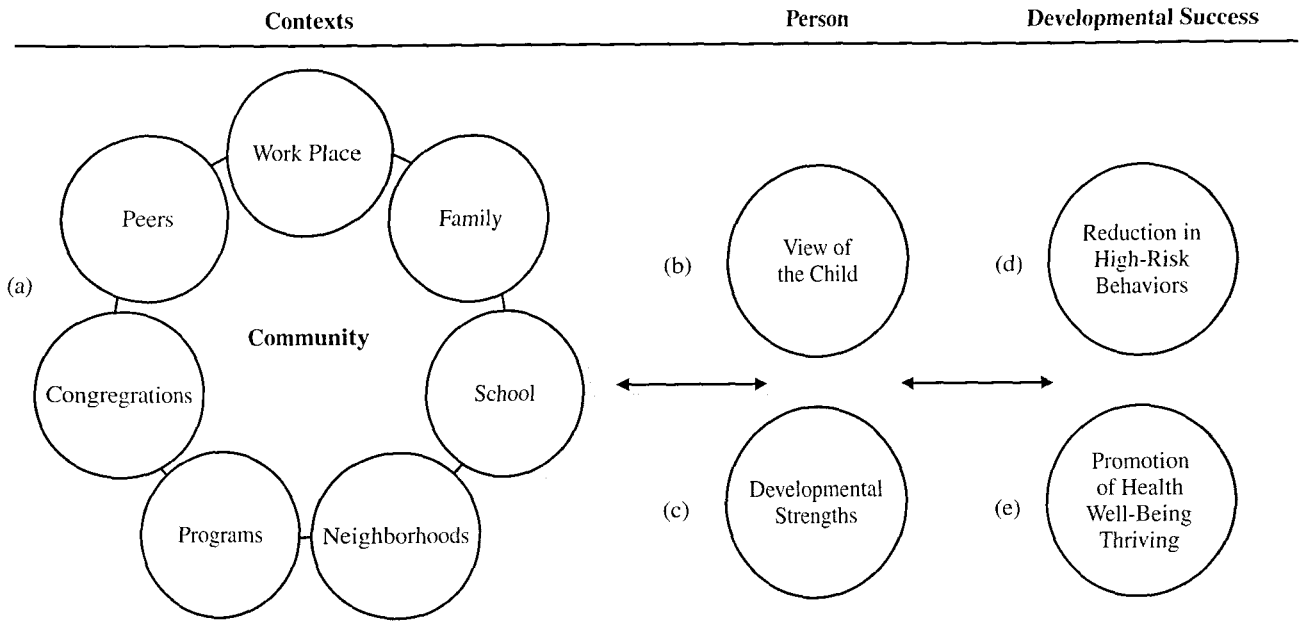 Contexts
Person
Developmental Success
Work Place
Peers
Family
(a)
Community
Congregrations
School
Programs
Neighborhoods
(b)
View of
the Child
(c)
Developmental
Strengths
(d)
Reduction in
High-Risk
Behaviors
(e)
Promotion
of Health
Well-Being
Thriving